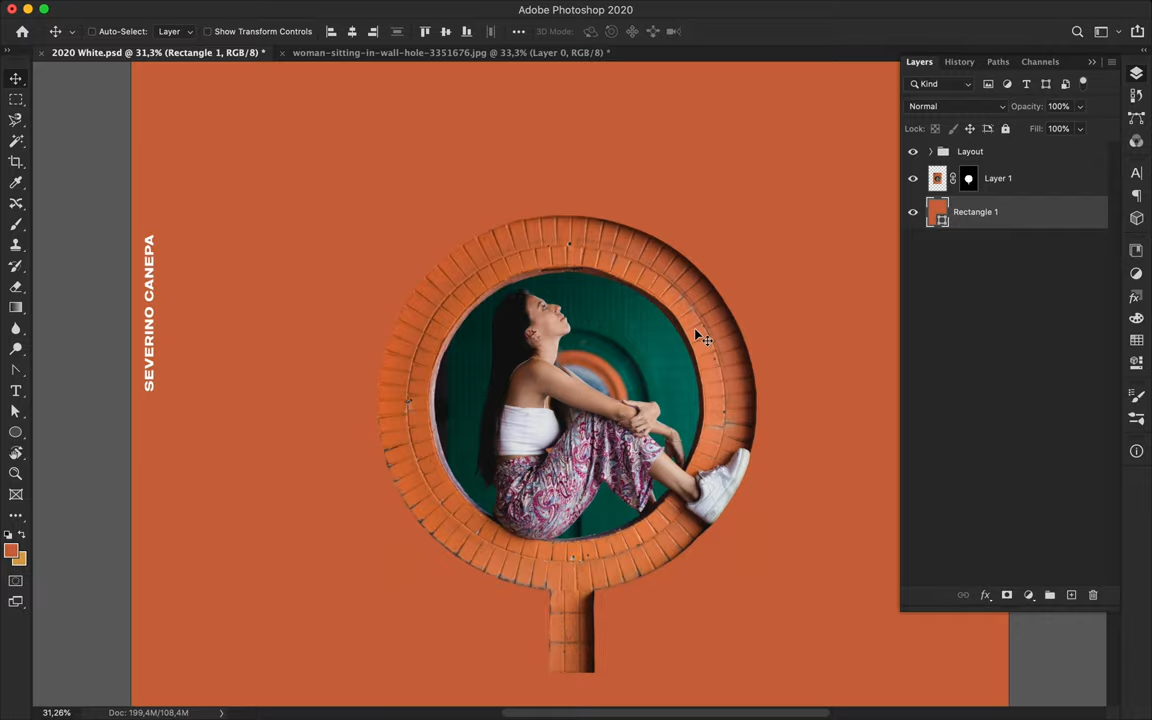 Adobe Photoshop 2020
Auto-Select: Layer Show Transform Controls 3D Mode:
2020 White.psd @ 31,3% (Rectangle 1, RGB/8) * woman-sitting-in-wall-hole-3351676.jpg @ 33,3% (Layer 0, RGB/8) *
Layers History Paths Channels
Kind
Normal Opacity: 100%
Lock: Fill: 100%
Layout
Layer 1
Rectangle 1
SEVERINO CANEPA
31,26% Doc: 199,4M/108,4M